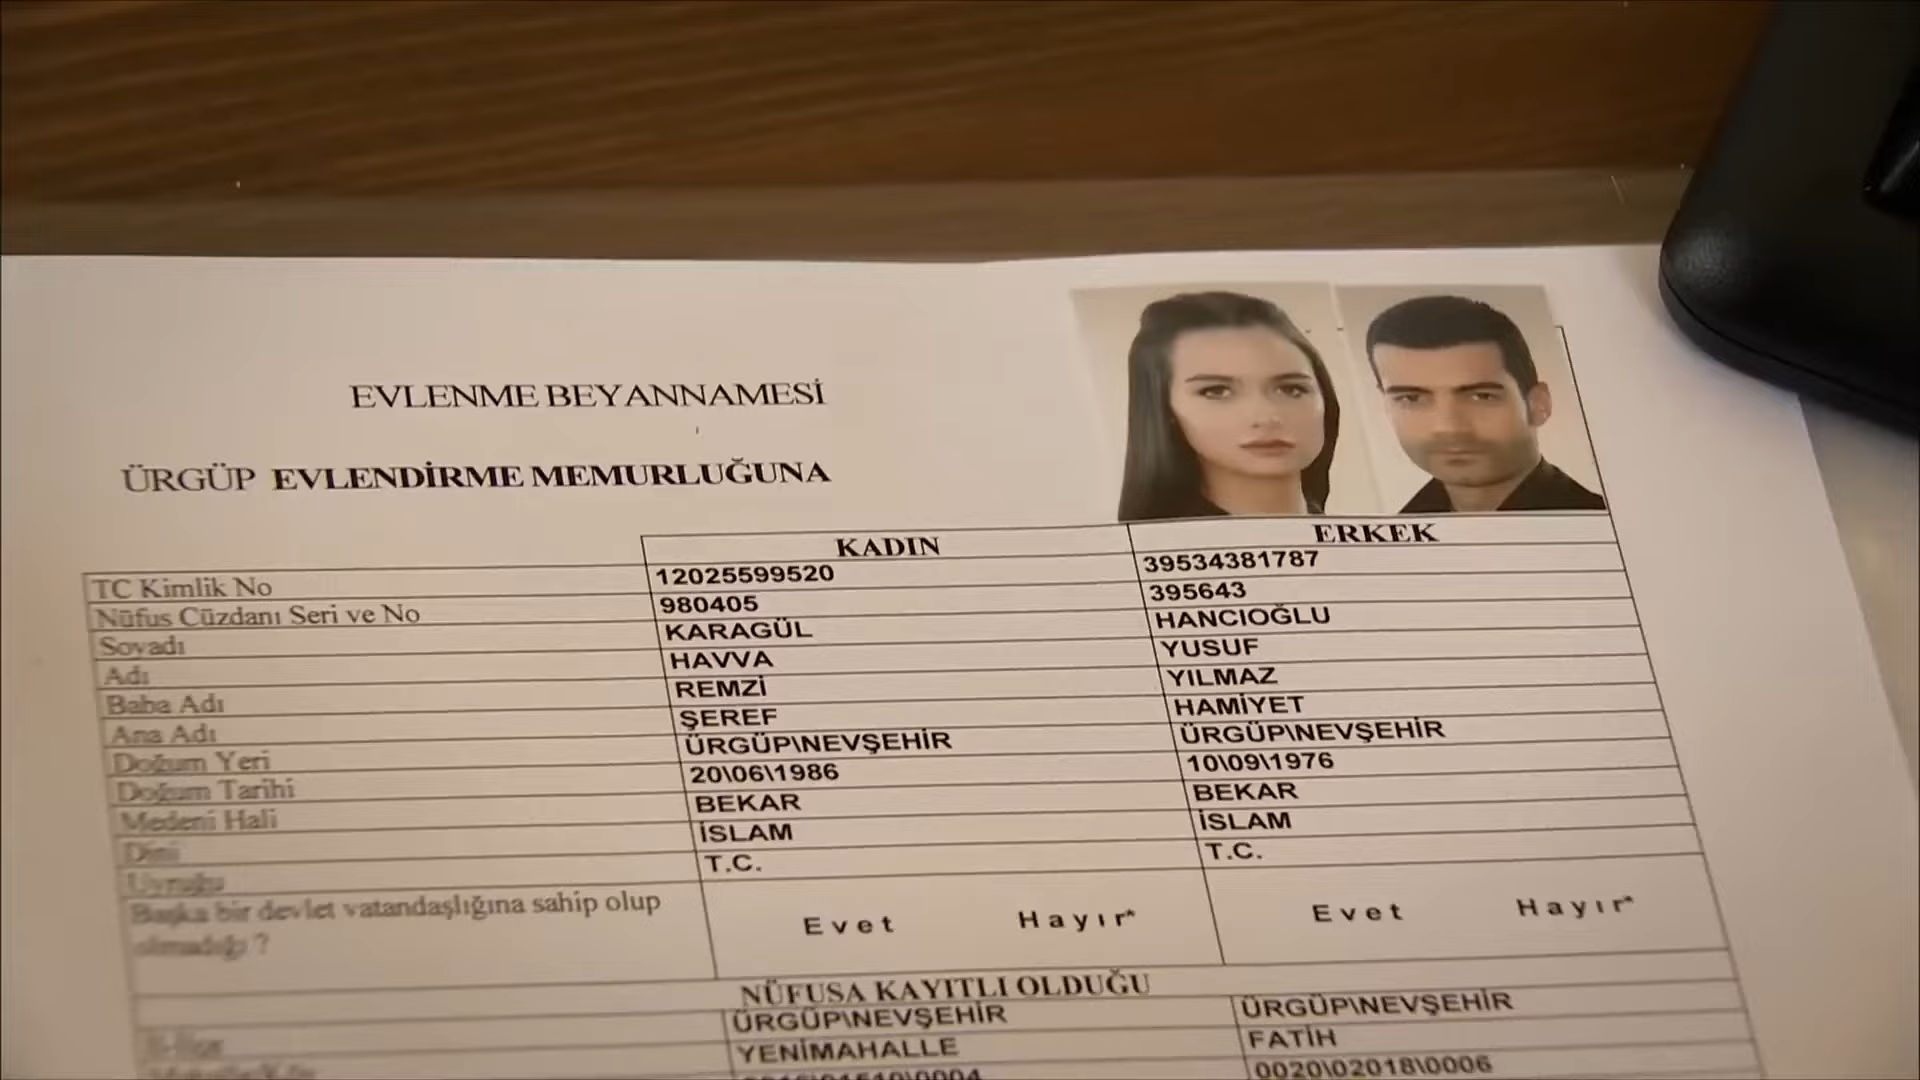 EVLENME BEYANNAMESİ
ÜRGÜP EVLENDİRME MEMURLUĞUNA
KADIN ERKEK
TC Kimlik No 12025599520 39534381787
Nüfus Cüzdanı Seri ve No 980405 395643
Soyadı KARAGÜL HANCIOĞLU
Adı HAVVA YUSUF
Baba Adı REMZİ YILMAZ
Ana Adı ŞEREF HAMİYET
Doğum Yeri ÜRGÜP\NEVŞEHİR ÜRGÜP\NEVŞEHİR
Doğum Tarihi 20\06\1986 10\09\1976
Medeni Hali BEKAR BEKAR
Dini İSLAM İSLAM
Uyruğu T.C. T.C.
Başka bir devlet vatandaşlığına sahip olup
olmadığı ? Evet Hayır* Evet Hayır*
NÜFUSA KAYITLI OLDUĞU
ÜRGÜP\NEVŞEHİR ÜRGÜP\NEVŞEHİR
YENİMAHALLE FATİH
0020\02018\0006